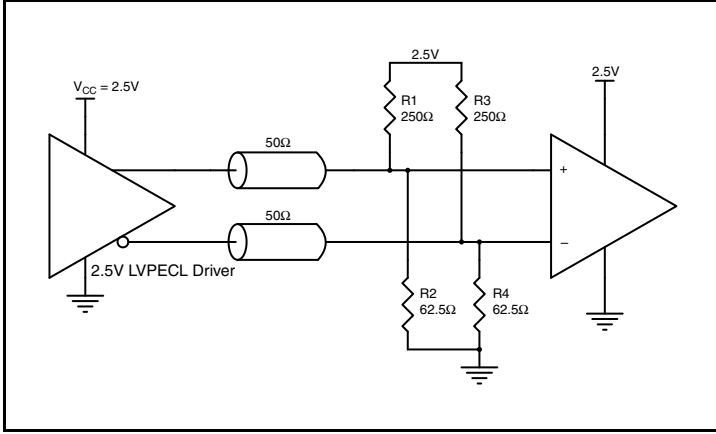 2.5V
V_CC = 2.5V
2.5V
R1
250Ω
R3
250Ω
50Ω
+
50Ω
–
2.5V LVPECL Driver
R2
62.5Ω
R4
62.5Ω